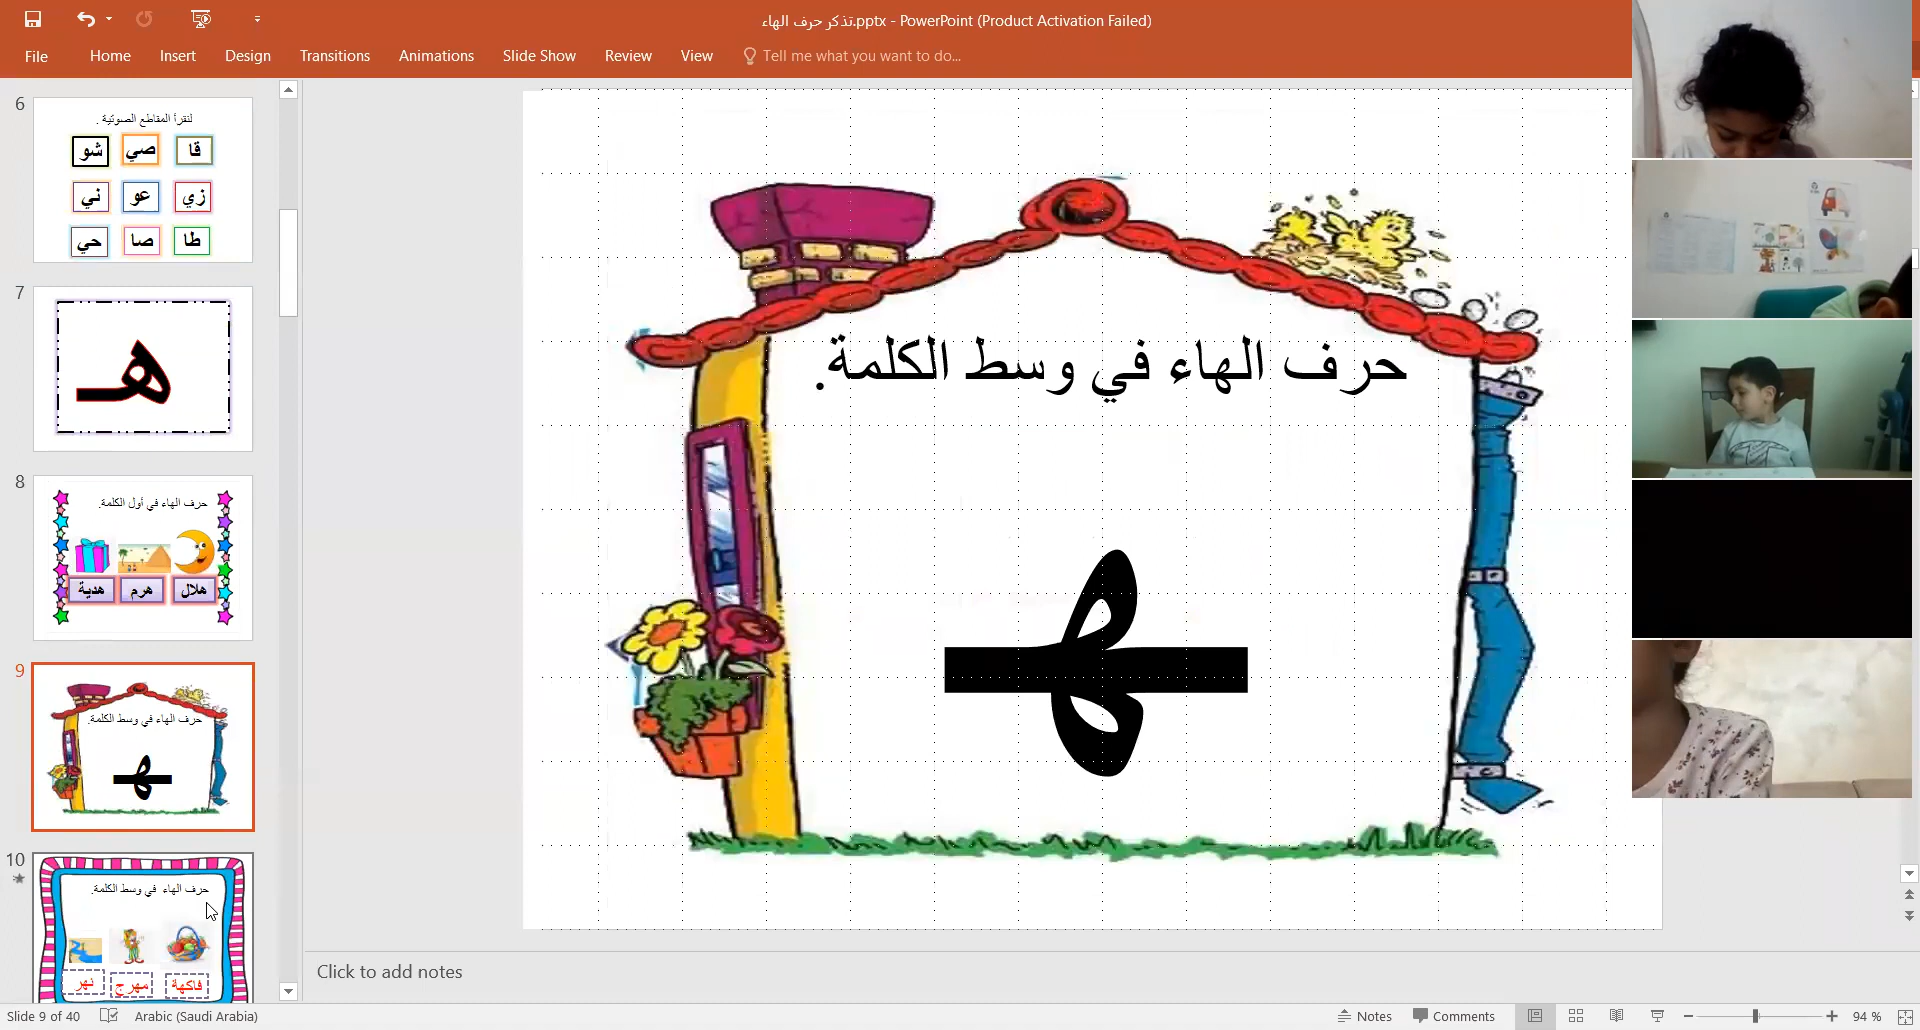 تذكر حرف الهاء.pptx - PowerPoint (Product Activation Failed)
File Home Insert Design Transitions Animations Slide Show Review View Tell me what you want to do...
6
لنقرأ المقاطع الصوتية .
قا صي شو
زي عو ني
طا صا حي
7
هـ
8
حرف الهاء في أول الكلمة.
هلال هرم هدية
9
حرف الهاء في وسط الكلمة.
ـهـ
10
حرف الهاء في وسط الكلمة.
فاكهة مهرج نهر
حرف الهاء في وسط الكلمة.
ـهـ
Click to add notes
Slide 9 of 40 Arabic (Saudi Arabia) Notes Comments 94 %